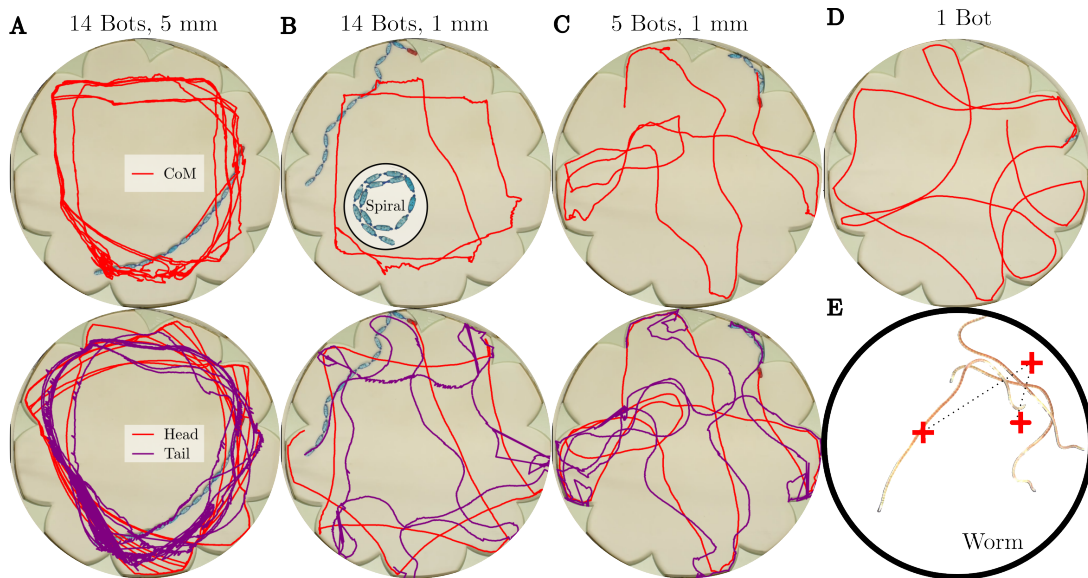 A 14 Bots, 5 mm
B 14 Bots, 1 mm
C 5 Bots, 1 mm
D 1 Bot
CoM
Spiral
E
Head
Tail
Worm